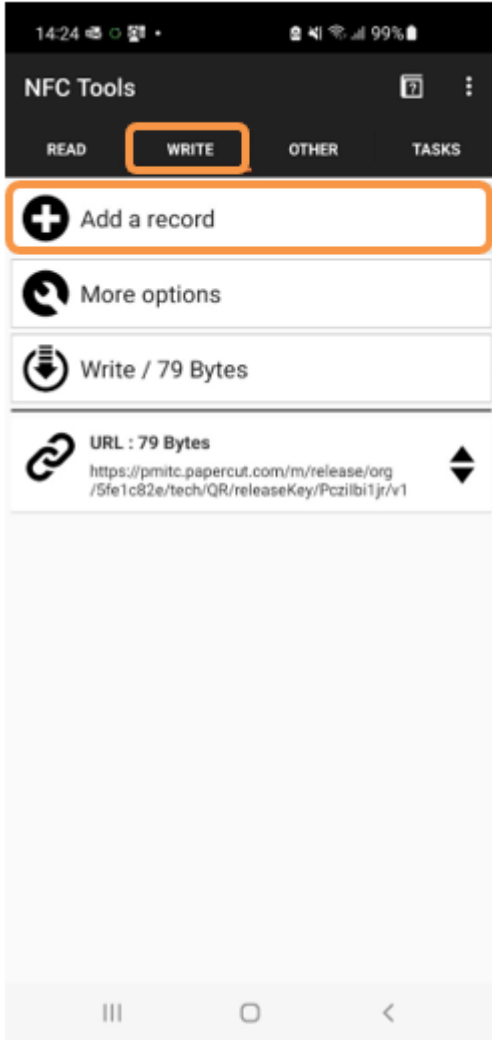 14:24 99%
NFC Tools
READ WRITE OTHER TASKS
Add a record
More options
Write / 79 Bytes
URL : 79 Bytes
https://pmitc.papercut.com/m/release/org
/5fe1c82e/tech/QR/releaseKey/Pczilbi1jr/v1